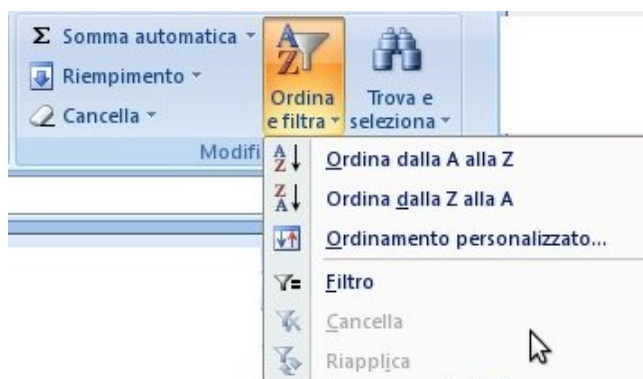 Σ Somma automatica
Riempimento
Cancella
Ordina
e filtra
Trova e
seleziona
Modifi
Ordina dalla A alla Z
Ordina dalla Z alla A
Ordinamento personalizzato...
Filtro
Cancella
Riapplica